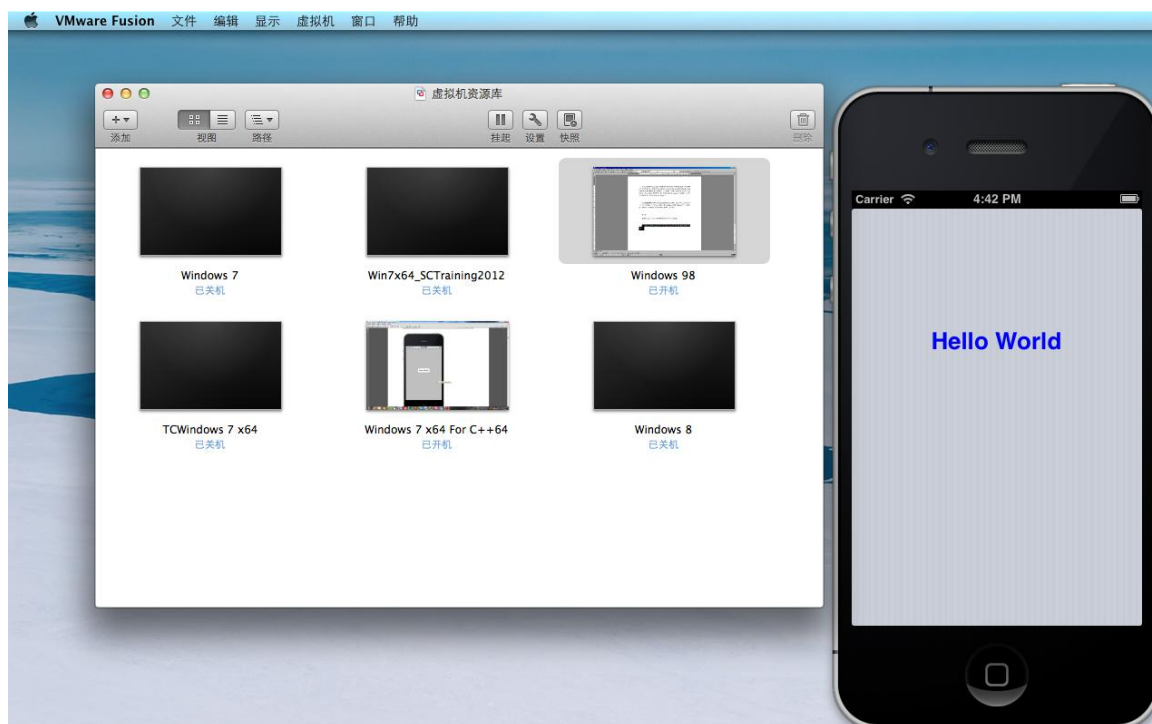 VMware Fusion 文件 编辑 显示 虚拟机 窗口 帮助
虚拟机资源库
添加 视图 路径 挂起 设置 快照 删除
Windows 7
已关机
Win7x64_SCTraining2012
已关机
Windows 98
已开机
TCWindows 7 x64
已关机
Windows 7 x64 For C++64
已开机
Windows 8
已关机
Carrier 4:42 PM
Hello World